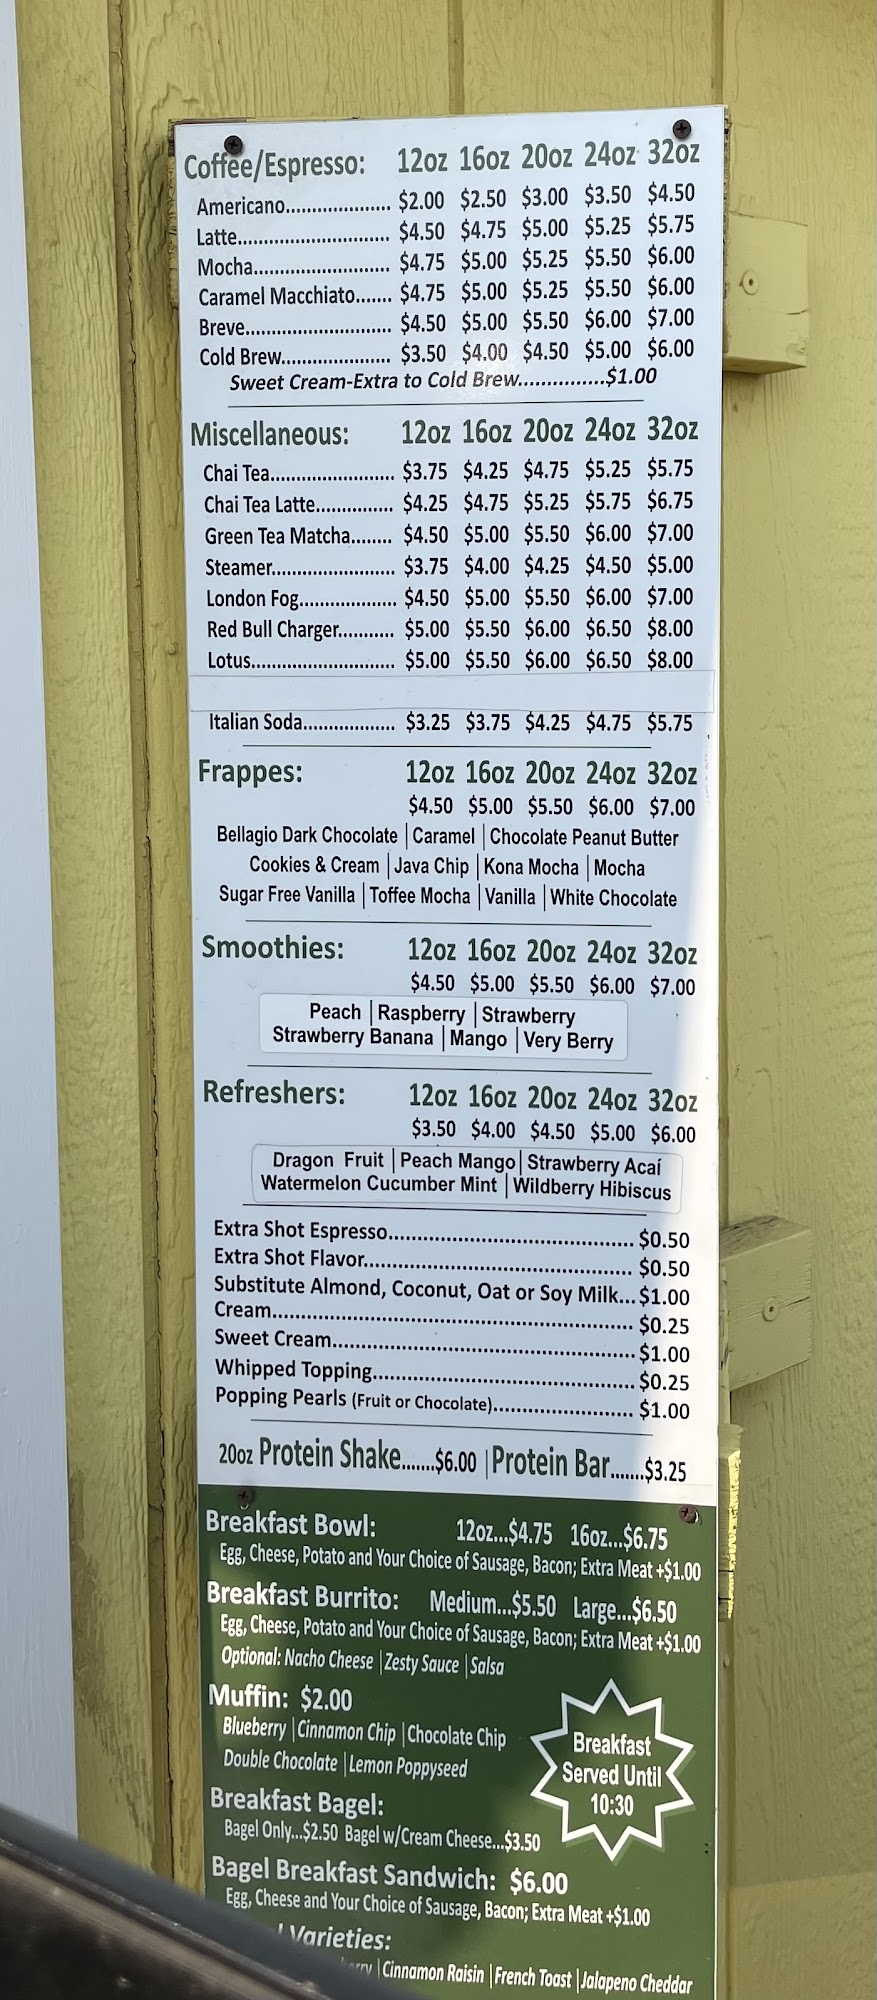 Coffee/Espresso: 12oz 16oz 20oz 24oz 32oz
Americano.................... $2.00 $2.50 $3.00 $3.50 $4.50
Latte............................. $4.50 $4.75 $5.00 $5.25 $5.75
Mocha.......................... $4.75 $5.00 $5.25 $5.50 $6.00
Caramel Macchiato....... $4.75 $5.00 $5.25 $5.50 $6.00
Breve............................ $4.50 $5.00 $5.50 $6.00 $7.00
Cold Brew..................... $3.50 $4.00 $4.50 $5.00 $6.00
Sweet Cream-Extra to Cold Brew...............$1.00
Miscellaneous: 12oz 16oz 20oz 24oz 32oz
Chai Tea........................ $3.75 $4.25 $4.75 $5.25 $5.75
Chai Tea Latte............... $4.25 $4.75 $5.25 $5.75 $6.75
Green Tea Matcha........ $4.50 $5.00 $5.50 $6.00 $7.00
Steamer........................ $3.75 $4.00 $4.25 $4.50 $5.00
London Fog................... $4.50 $5.00 $5.50 $6.00 $7.00
Red Bull Charger........... $5.00 $5.50 $6.00 $6.50 $8.00
Lotus............................ $5.00 $5.50 $6.00 $6.50 $8.00
Italian Soda.................. $3.25 $3.75 $4.25 $4.75 $5.75
Frappes: 12oz 16oz 20oz 24oz 32oz
$4.50 $5.00 $5.50 $6.00 $7.00
Bellagio Dark Chocolate | Caramel | Chocolate Peanut Butter
Cookies & Cream | Java Chip | Kona Mocha | Mocha
Sugar Free Vanilla | Toffee Mocha | Vanilla | White Chocolate
Smoothies: 12oz 16oz 20oz 24oz 32oz
$4.50 $5.00 $5.50 $6.00 $7.00
Peach | Raspberry | Strawberry
Strawberry Banana | Mango | Very Berry
Refreshers: 12oz 16oz 20oz 24oz 32oz
$3.50 $4.00 $4.50 $5.00 $6.00
Dragon Fruit | Peach Mango | Strawberry Acaí
Watermelon Cucumber Mint | Wildberry Hibiscus
Extra Shot Espresso.......................................... $0.50
Extra Shot Flavor.............................................. $0.50
Substitute Almond, Coconut, Oat or Soy Milk... $1.00
Cream.............................................................. $0.25
Sweet Cream.................................................... $1.00
Whipped Topping............................................. $0.25
Popping Pearls (Fruit or Chocolate)........................ $1.00
20oz Protein Shake.......$6.00 | Protein Bar.......$3.25
Breakfast Bowl: 12oz...$4.75 16oz...$6.75
Egg, Cheese, Potato and Your Choice of Sausage, Bacon; Extra Meat +$1.00
Breakfast Burrito: Medium...$5.50 Large...$6.50
Egg, Cheese, Potato and Your Choice of Sausage, Bacon; Extra Meat +$1.00
Optional: Nacho Cheese | Zesty Sauce | Salsa
Muffin: $2.00
Blueberry | Cinnamon Chip | Chocolate Chip
Double Chocolate | Lemon Poppyseed
Breakfast
Served Until
10:30
Breakfast Bagel:
Bagel Only...$2.50 Bagel w/Cream Cheese...$3.50
Bagel Breakfast Sandwich: $6.00
Egg, Cheese and Your Choice of Sausage, Bacon; Extra Meat +$1.00
Varieties:
| Cinnamon Raisin | French Toast | Jalapeno Cheddar